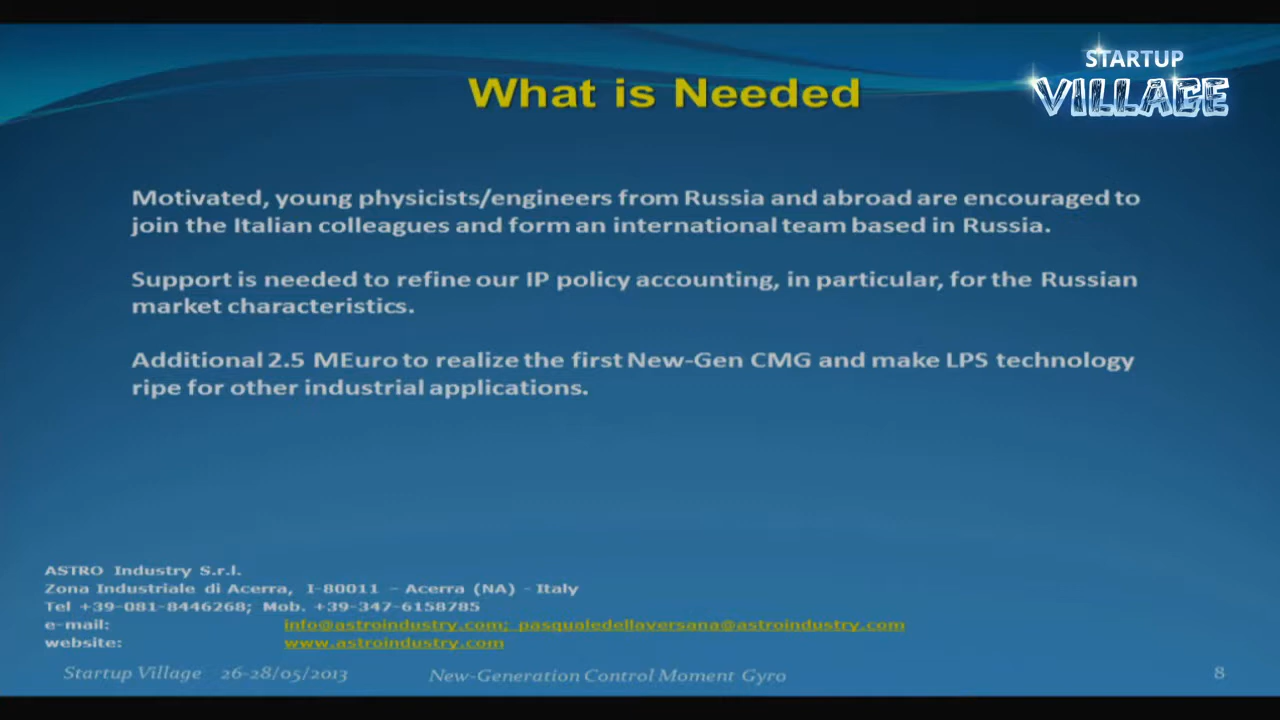 STARTUP
VILLAGE
What is Needed
Motivated, young physicists/engineers from Russia and abroad are encouraged to
join the Italian colleagues and form an international team based in Russia.
Support is needed to refine our IP policy accounting, in particular, for the Russian
market characteristics.
Additional 2.5 MEuro to realize the first New-Gen CMG and make LPS technology
ripe for other industrial applications.
ASTRO Industry S.r.l.
Zona Industriale di Acerra, I-80011 – Acerra (NA) - Italy
Tel +39-081-8446268; Mob. +39-347-6158785
e-mail: info@astroindustry.com; pasqualedellaversana@astroindustry.com
website: www.astroindustry.com
Startup Village 26-28/05/2013 New-Generation Control Moment Gyro 8